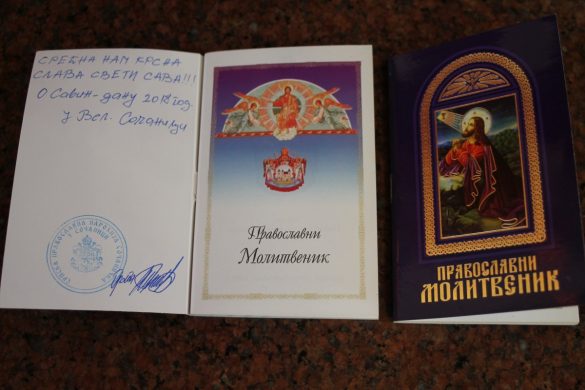 СРЕЋНА НАМ КРСНА
СЛАВА СВЕТИ САВА!!!
О Савин-дану 2018 год.
у Вел. Сочаници
Православни
Молитвеник
ПРАВОСЛАВНИ
МОЛИТВЕНИК